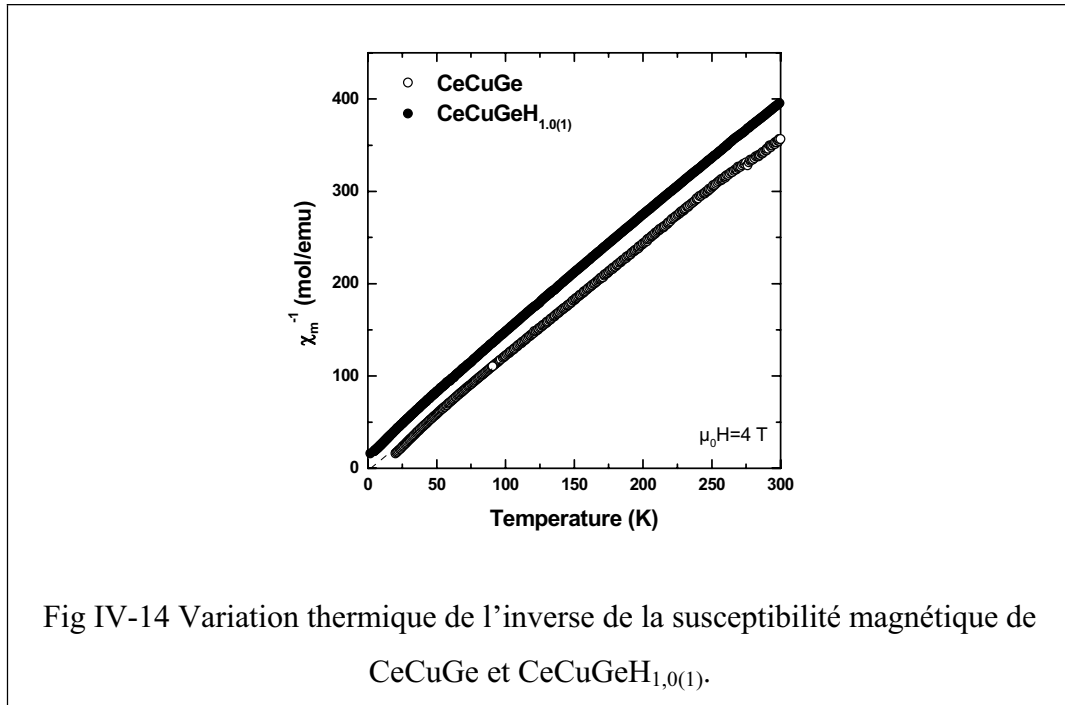 CeCuGe
CeCuGeH1.0(1)
400
300
200
100
0
χm-1 (mol/emu)
μ0H=4 T
0 50 100 150 200 250 300
Temperature (K)
Fig IV-14 Variation thermique de l’inverse de la susceptibilité magnétique de
CeCuGe et CeCuGeH1,0(1).